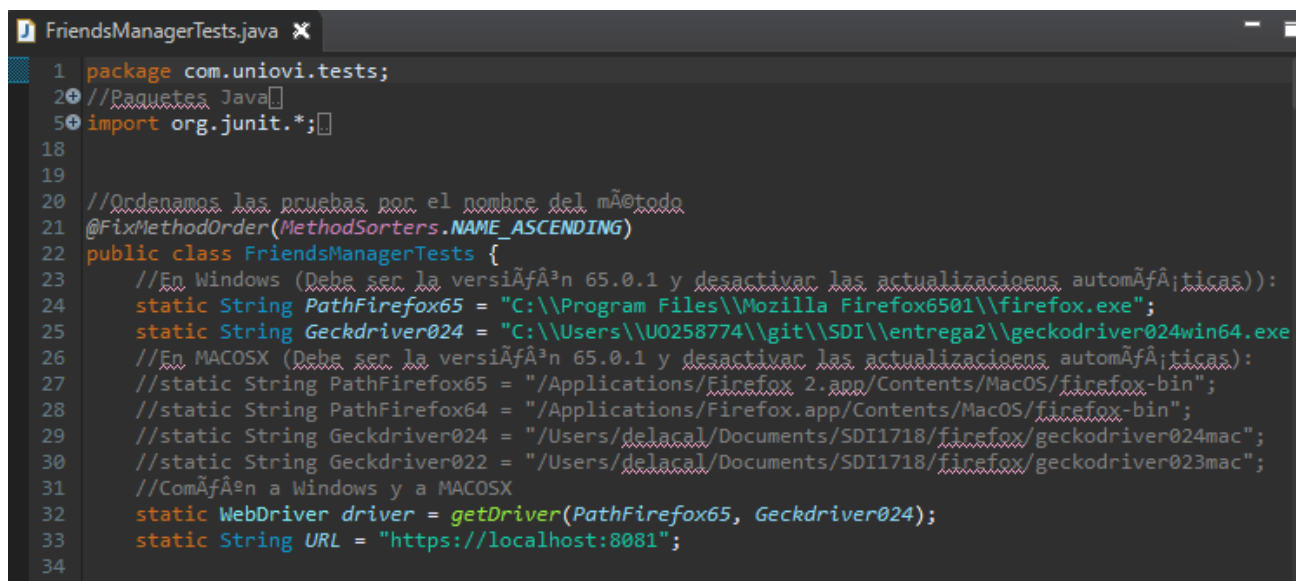 FriendsManagerTests.java
1 package com.uniovi.tests;
2 //Paquetes Java
5 import org.junit.*;
18
19
20 //Ordenamos las pruebas por el nombre del mÃ©todo
21 @FixMethodOrder(MethodSorters.NAME_ASCENDING)
22 public class FriendsManagerTests {
23 //En Windows (Debe ser la versiÃƒÂ³n 65.0.1 y desactivar las actualizacioens automÃƒÂ¡ticas)):
24 static String PathFirefox65 = "C:\\Program Files\\Mozilla Firefox6501\\firefox.exe";
25 static String Geckdriver024 = "C:\\Users\\UO258774\\git\\SDI\\entrega2\\geckodriver024win64.exe
26 //En MACOSX (Debe ser la versiÃƒÂ³n 65.0.1 y desactivar las actualizacioens automÃƒÂ¡ticas):
27 //static String PathFirefox65 = "/Applications/Firefox 2.app/Contents/MacOS/firefox-bin";
28 //static String PathFirefox64 = "/Applications/Firefox.app/Contents/MacOS/firefox-bin";
29 //static String Geckdriver024 = "/Users/delacal/Documents/SDI1718/firefox/geckodriver024mac";
30 //static String Geckdriver022 = "/Users/delacal/Documents/SDI1718/firefox/geckodriver023mac";
31 //ComÃƒÂºn a Windows y a MACOSX
32 static WebDriver driver = getDriver(PathFirefox65, Geckdriver024);
33 static String URL = "https://localhost:8081";
34